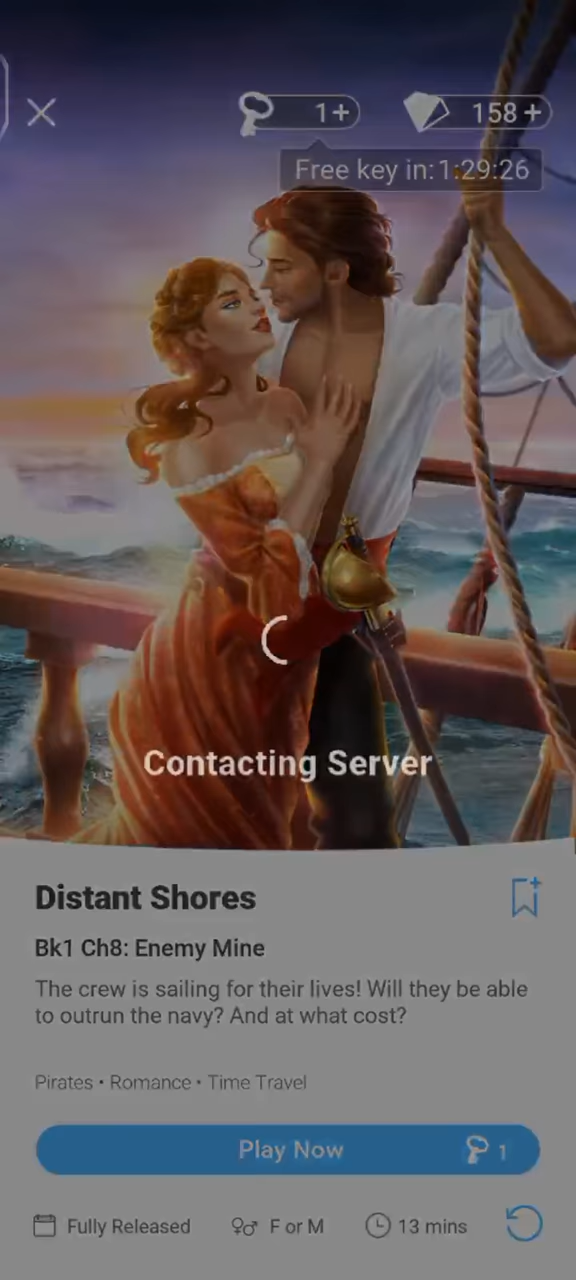 1+
158+
Free key in: 1:29:26
Contacting Server
Distant Shores
Bk1 Ch8: Enemy Mine
The crew is sailing for their lives! Will they be able
to outrun the navy? And at what cost?
Pirates • Romance • Time Travel
Play Now 1
Fully Released F or M 13 mins